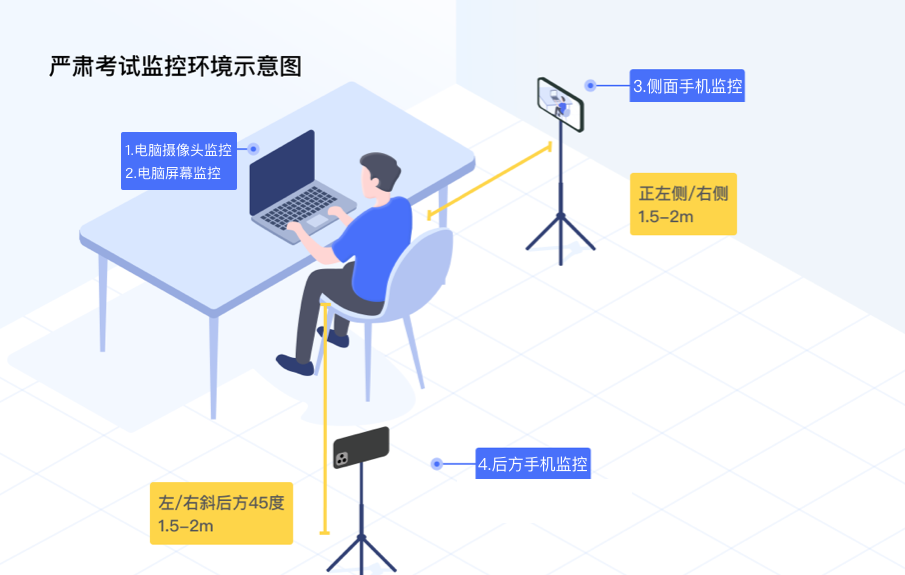 严肃考试监控环境示意图
3.侧面手机监控
1.电脑摄像头监控
2.电脑屏幕监控
正左侧/右侧
1.5-2m
4.后方手机监控
左/右斜后方45度
1.5-2m